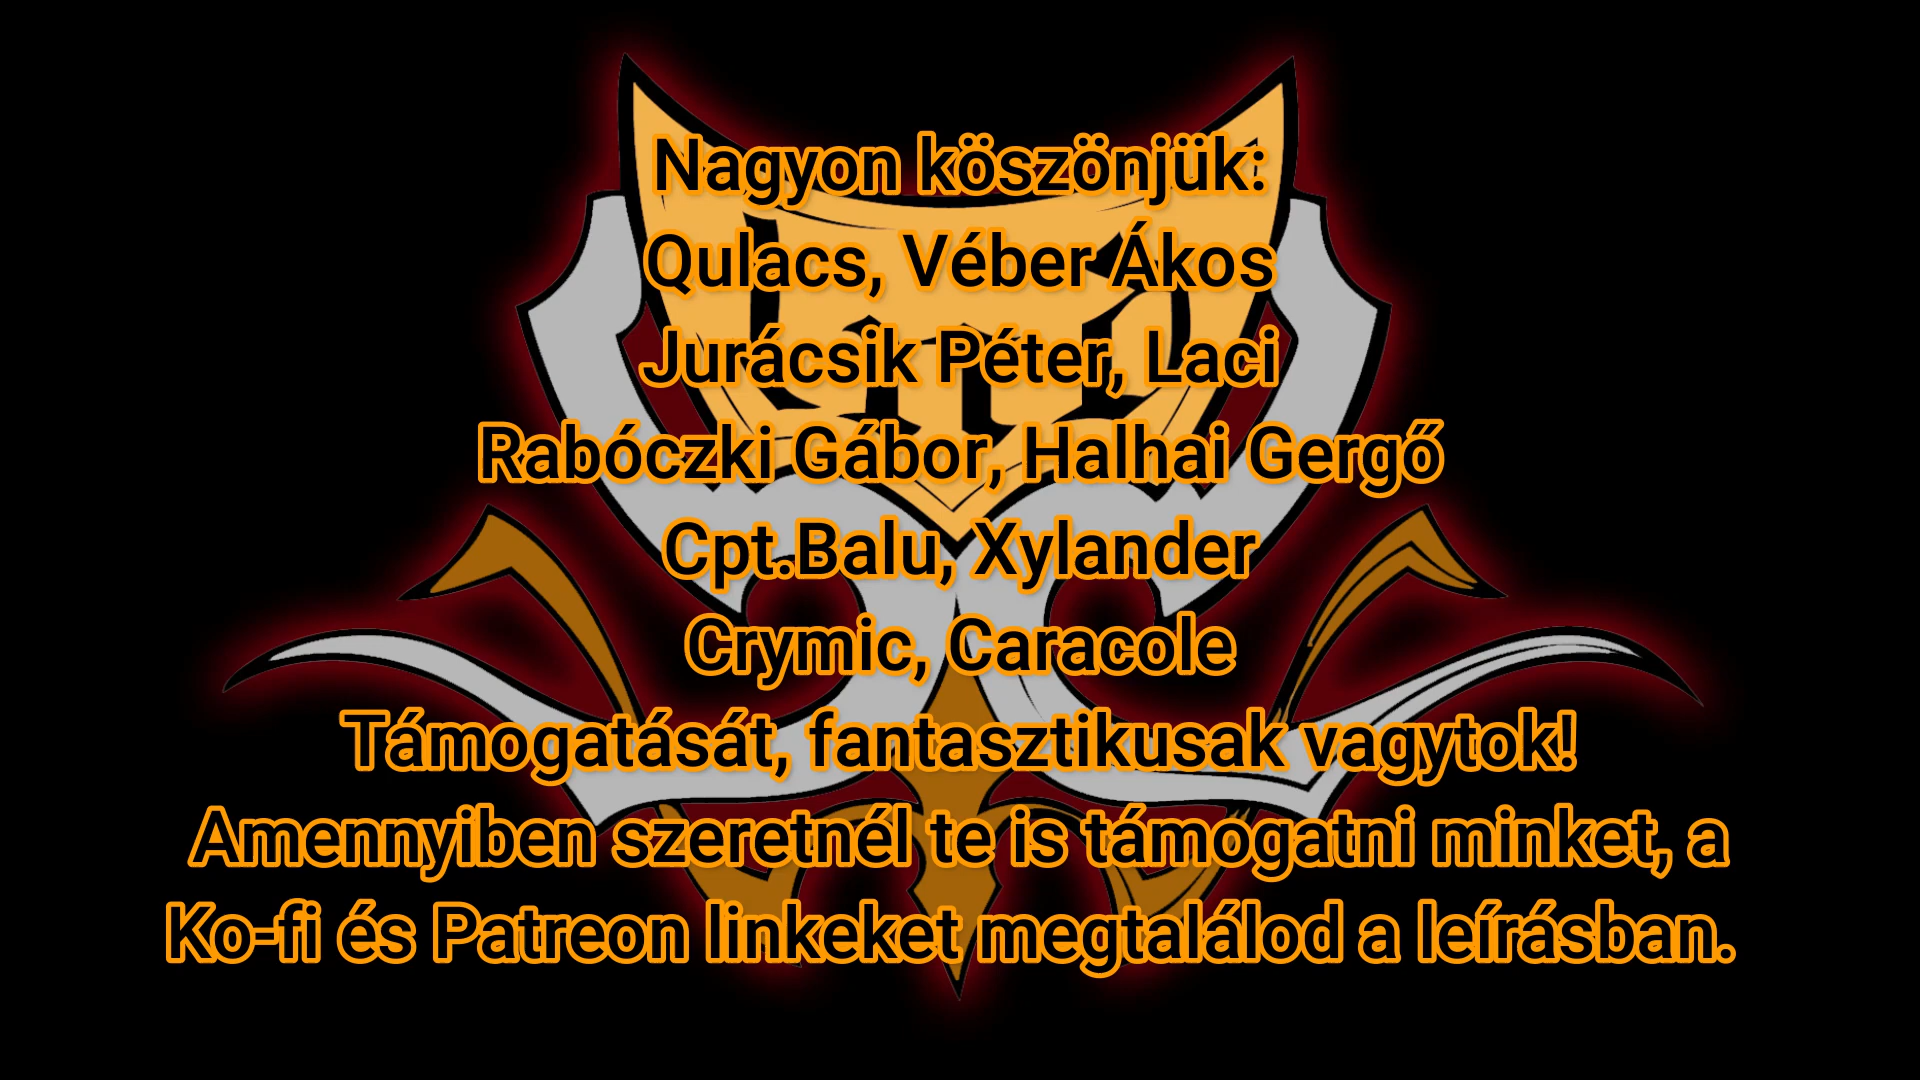 Nagyon köszönjük:
Qulacs, Véber Ákos
Jurácsik Péter, Laci
Rabóczki Gábor, Halhai Gergő
Cpt.Balu, Xylander
Crymic, Caracole
Támogatását, fantasztikusak vagytok!
Amennyiben szeretnél te is támogatni minket, a
Ko-fi és Patreon linkeket megtalálod a leírásban.